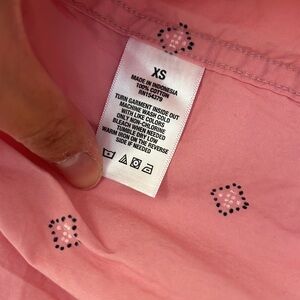 XS
MADE IN INDONESIA
100% COTTON
RN154279
TURN GARMENT INSIDE OUT
MACHINE WASH COLD
WITH LIKE COLORS
ONLY NON-CHLORINE
BLEACH WHEN NEEDED
TUMBLE DRY LOW
WARM IRON ON THE REVERSE
SIDE IF NEEDED